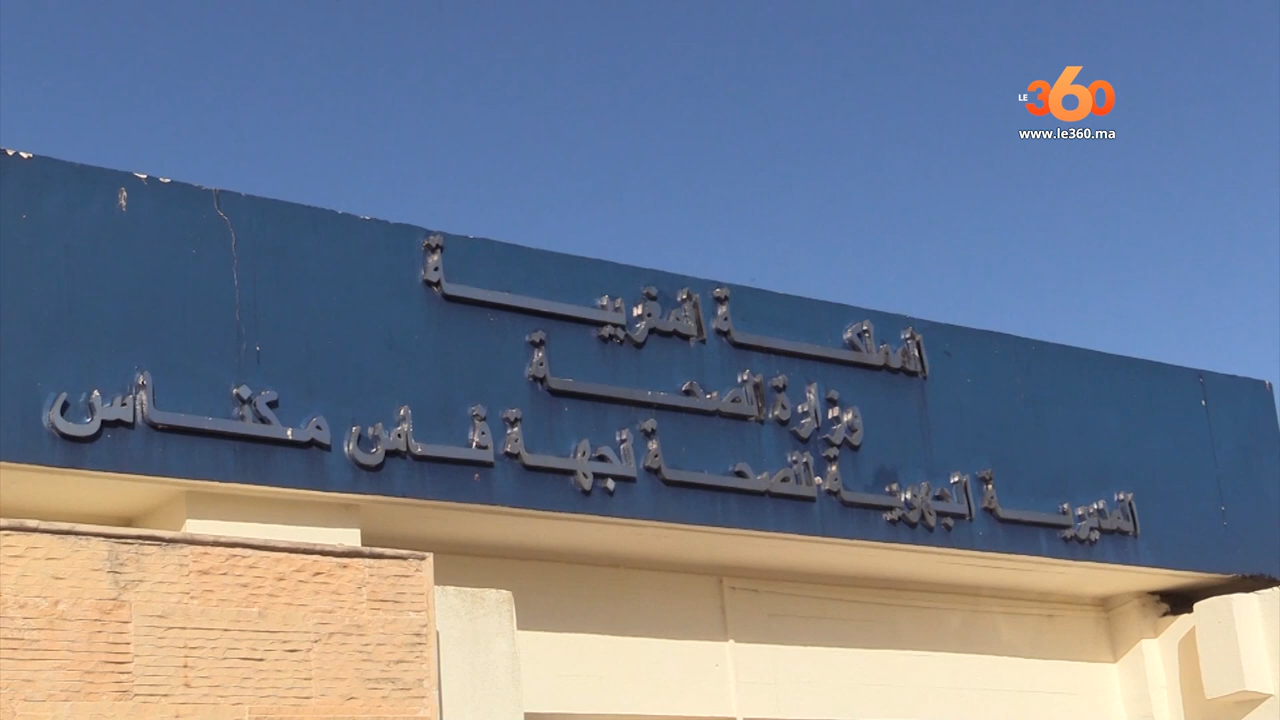 LE 360
www.le360.ma
المملكة المغربية
وزارة الصحة
المديرية الجهوية للصحة لجهة فاس مكناس